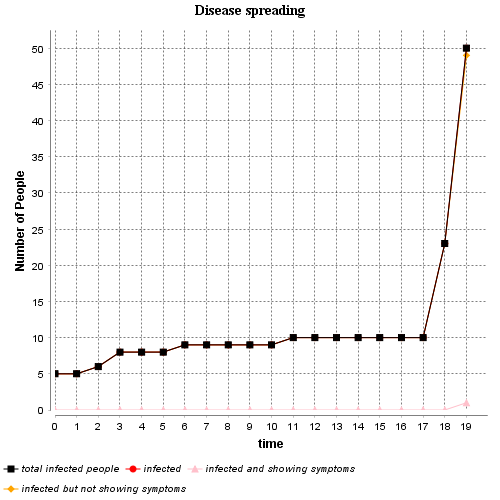 Disease spreading
Number of People
50
45
40
35
30
25
20
15
10
5
0
0 1 2 3 4 5 6 7 8 9 10 11 12 13 14 15 16 17 18 19
time
total infected people infected infected and showing symptoms
infected but not showing symptoms